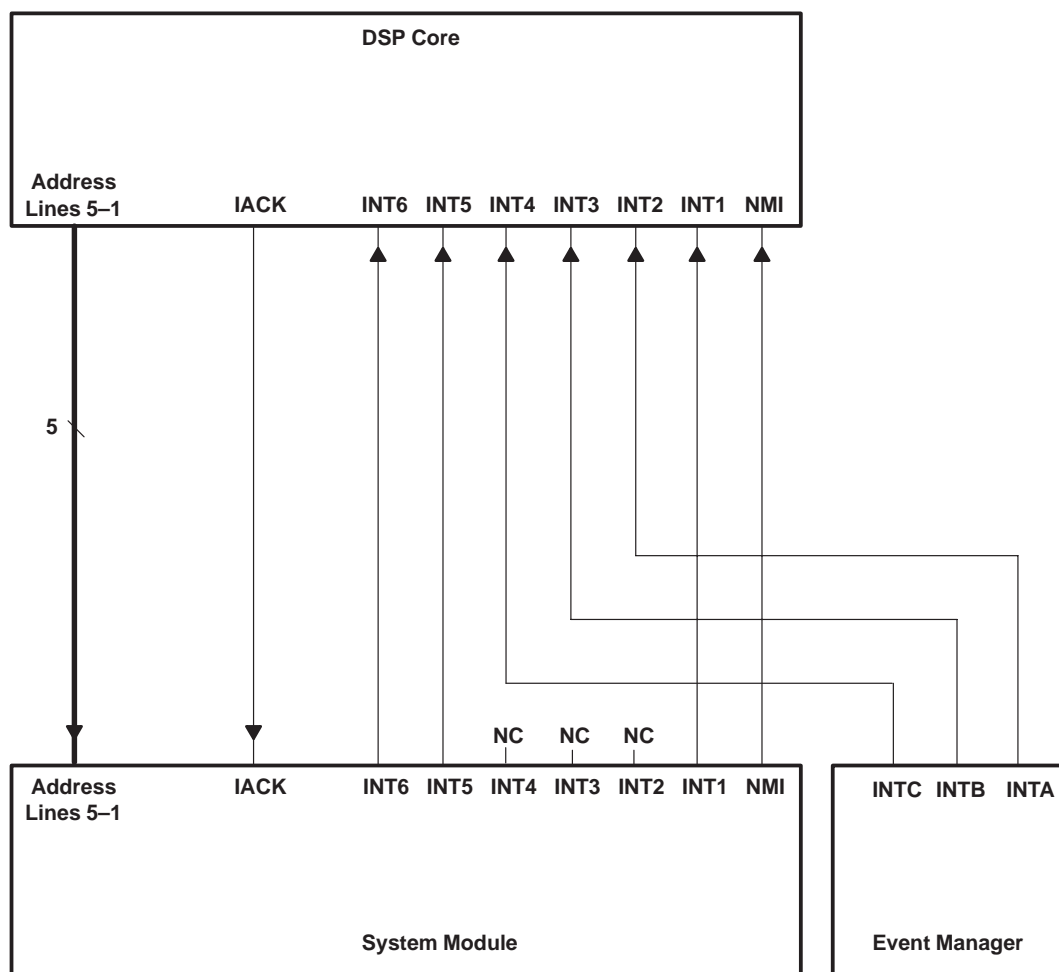 DSP Core
Address
Lines 5–1
IACK
INT6
INT5
INT4
INT3
INT2
INT1
NMI
5
NC
NC
NC
Address
Lines 5–1
IACK
INT6
INT5
INT4
INT3
INT2
INT1
NMI
INTC
INTB
INTA
System Module
Event Manager